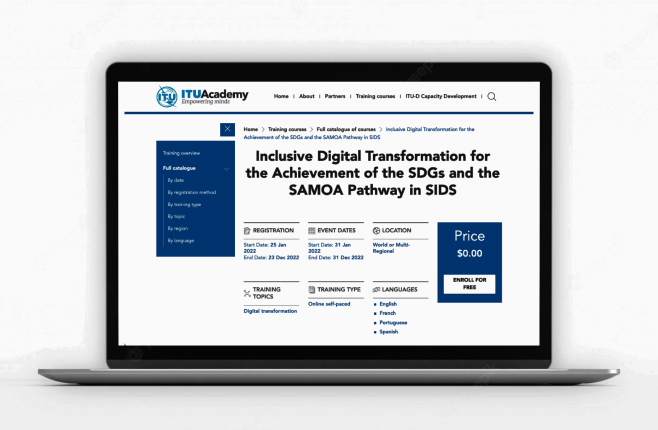 ITU
ITUAcademy
Empowering minds
Home | About | Partners | Training courses | ITU-D Capacity Development |
Home > Training courses > Full catalogue of courses > Inclusive Digital Transformation for the
Achievement of the SDGs and the SAMOA Pathway in SIDS
Training overview
Full catalogue
By date
By registration method
By training type
By topic
By region
By language
Inclusive Digital Transformation for
the Achievement of the SDGs and the
SAMOA Pathway in SIDS
REGISTRATION
Start Date: 25 Jan
2022
End Date: 23 Dec 2022
EVENT DATES
Start Date: 31 Jan
2022
End Date: 31 Dec 2022
LOCATION
World or Multi-
Regional
Price
$0.00
ENROLL FOR
FREE
TRAINING
TOPICS
Digital transformation
TRAINING TYPE
Online self-paced
LANGUAGES
English
French
Portuguese
Spanish